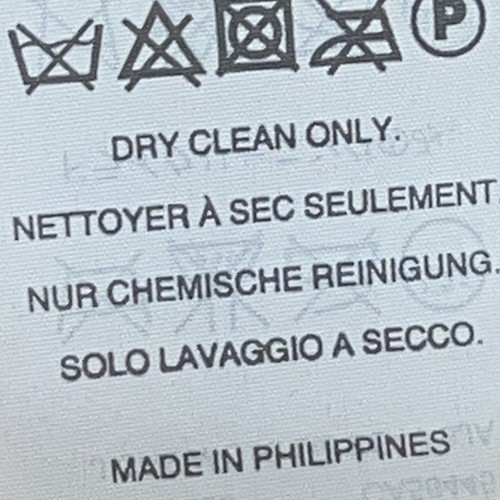 P
DRY CLEAN ONLY.
NETTOYER À SEC SEULEMENT
NUR CHEMISCHE REINIGUNG.
SOLO LAVAGGIO A SECCO.
MADE IN PHILIPPINES